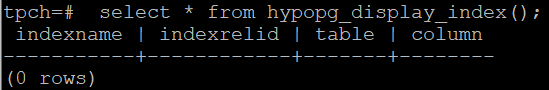 tpch=#  select * from hypopg_display_index();
 indexname | indexrelid | table | column
-----------+------------+-------+--------
(0 rows)